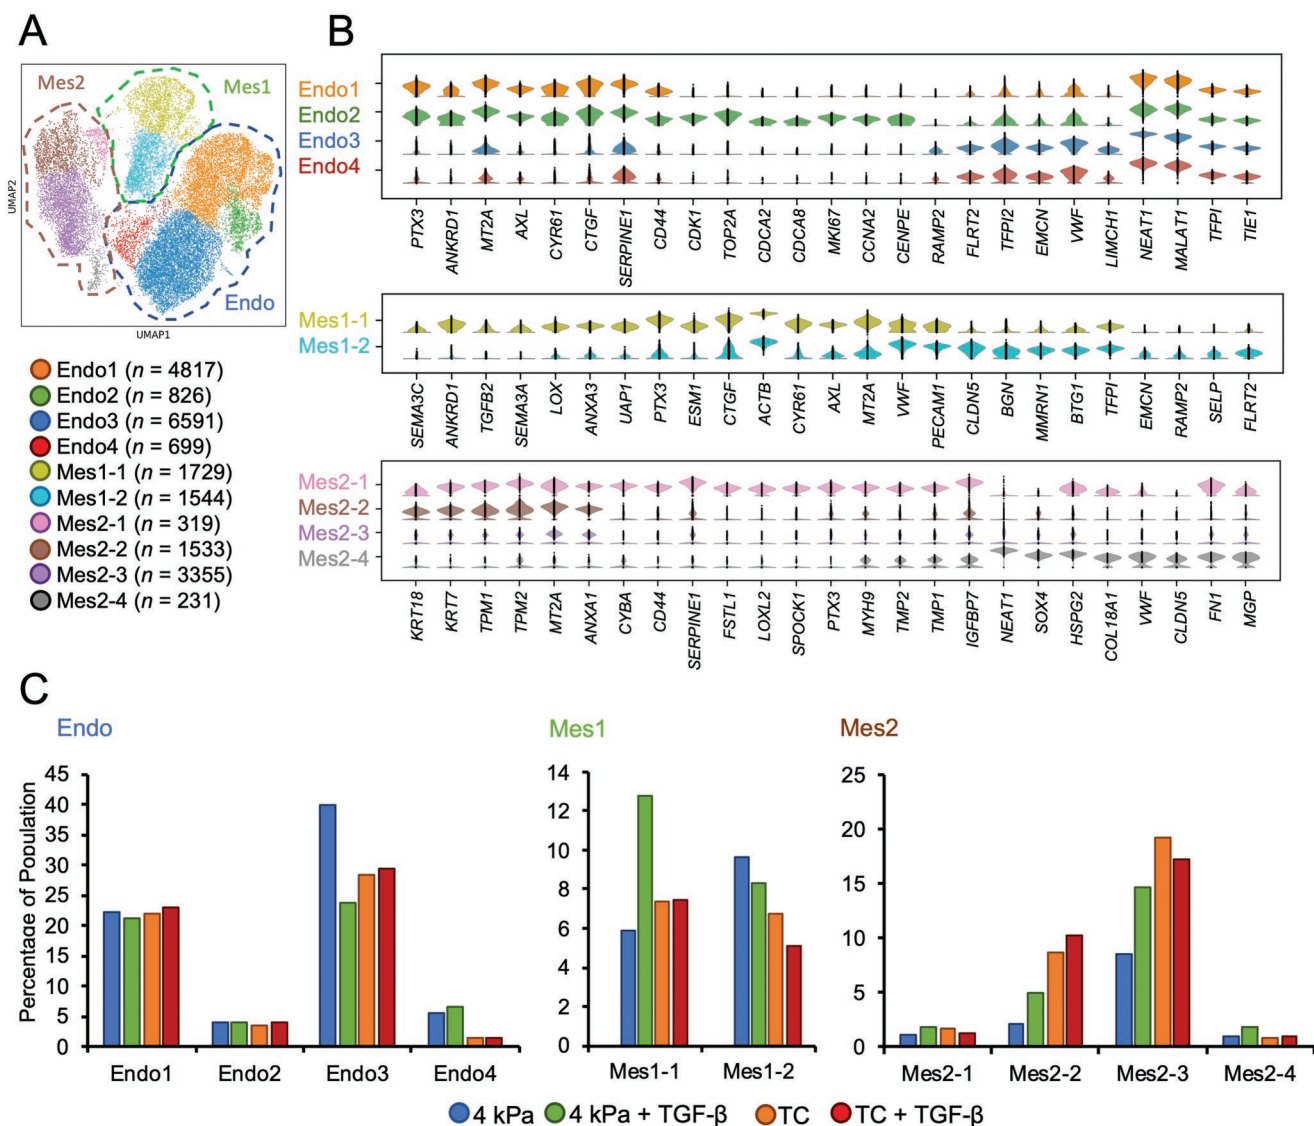 A
Mes2
Mes1
Endo
UMAP2
UMAP1
Endo1 (n = 4817)
Endo2 (n = 826)
Endo3 (n = 6591)
Endo4 (n = 699)
Mes1-1 (n = 1729)
Mes1-2 (n = 1544)
Mes2-1 (n = 319)
Mes2-2 (n = 1533)
Mes2-3 (n = 3355)
Mes2-4 (n = 231)
B
Endo1
Endo2
Endo3
Endo4
PTX3 ANKRD1 MT2A AXL CYR61 CTGF SERPINE1 CD44 CDK1 TOP2A CDCA2 CDCA8 MKI67 CCNA2 CENPE RAMP2 FLRT2 TFPI2 EMCN VWF LIMCH1 NEAT1 MALAT1 TFPI TIE1
Mes1-1
Mes1-2
SEMA3C ANKRD1 TGFB2 SEMA3A LOX ANXA3 UAP1 PTX3 ESM1 CTGF ACTB CYR61 AXL MT2A VWF PECAM1 CLDN5 BGN MMRN1 BTG1 TFPI EMCN RAMP2 SELP FLRT2
Mes2-1
Mes2-2
Mes2-3
Mes2-4
KRT18 KRT7 TPM1 TPM2 MT2A ANXA1 CYBA CD44 SERPINE1 FSTL1 LOXL2 SPOCK1 PTX3 MYH9 TMP2 TMP1 IGFBP7 NEAT1 SOX4 HSPG2 COL18A1 VWF CLDN5 FN1 MGP
C
Endo
Percentage of Population
45
40
35
30
25
20
15
10
5
0
Endo1 Endo2 Endo3 Endo4
Mes1
14
12
10
8
6
4
2
0
Mes1-1 Mes1-2
Mes2
25
20
15
10
5
0
Mes2-1 Mes2-2 Mes2-3 Mes2-4
4 kPa 4 kPa + TGF-β TC TC + TGF-β